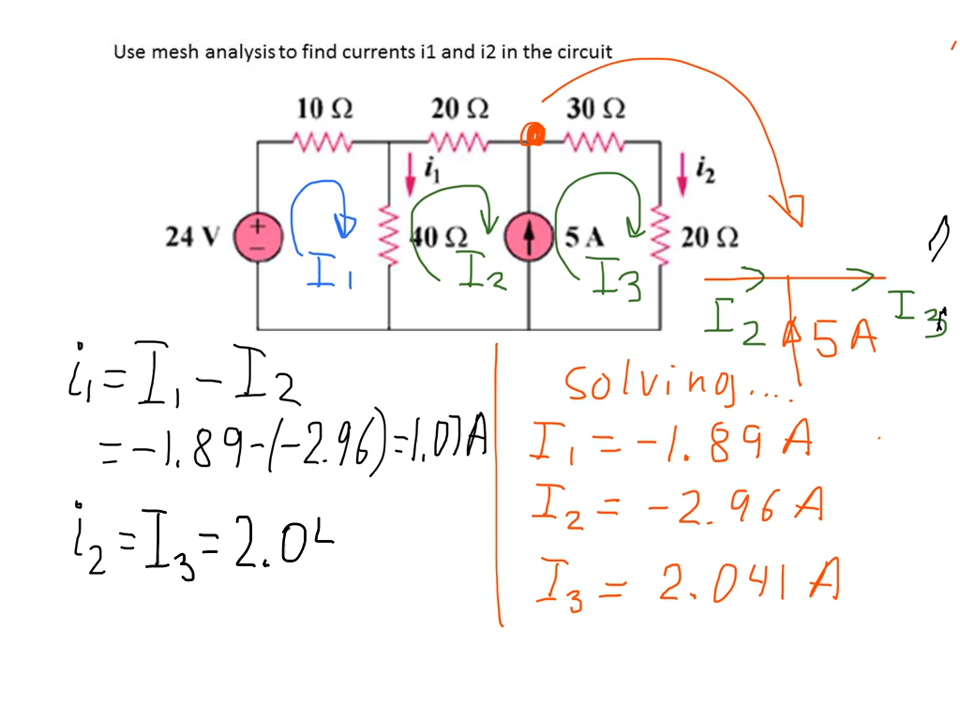 Use mesh analysis to find currents i1 and i2 in the circuit
10 Ω 20 Ω 30 Ω
i₁ i₂
24 V + − 40 Ω 5 A 20 Ω
I₁ I₂ I₃
I₂ 5 A I₃
i₁ = I₁ − I₂
= −1.89 − (−2.96) = 1.07A
i₂ = I₃ = 2.04
Solving....
I₁ = −1.89 A
I₂ = −2.96 A
I₃ = 2.041 A